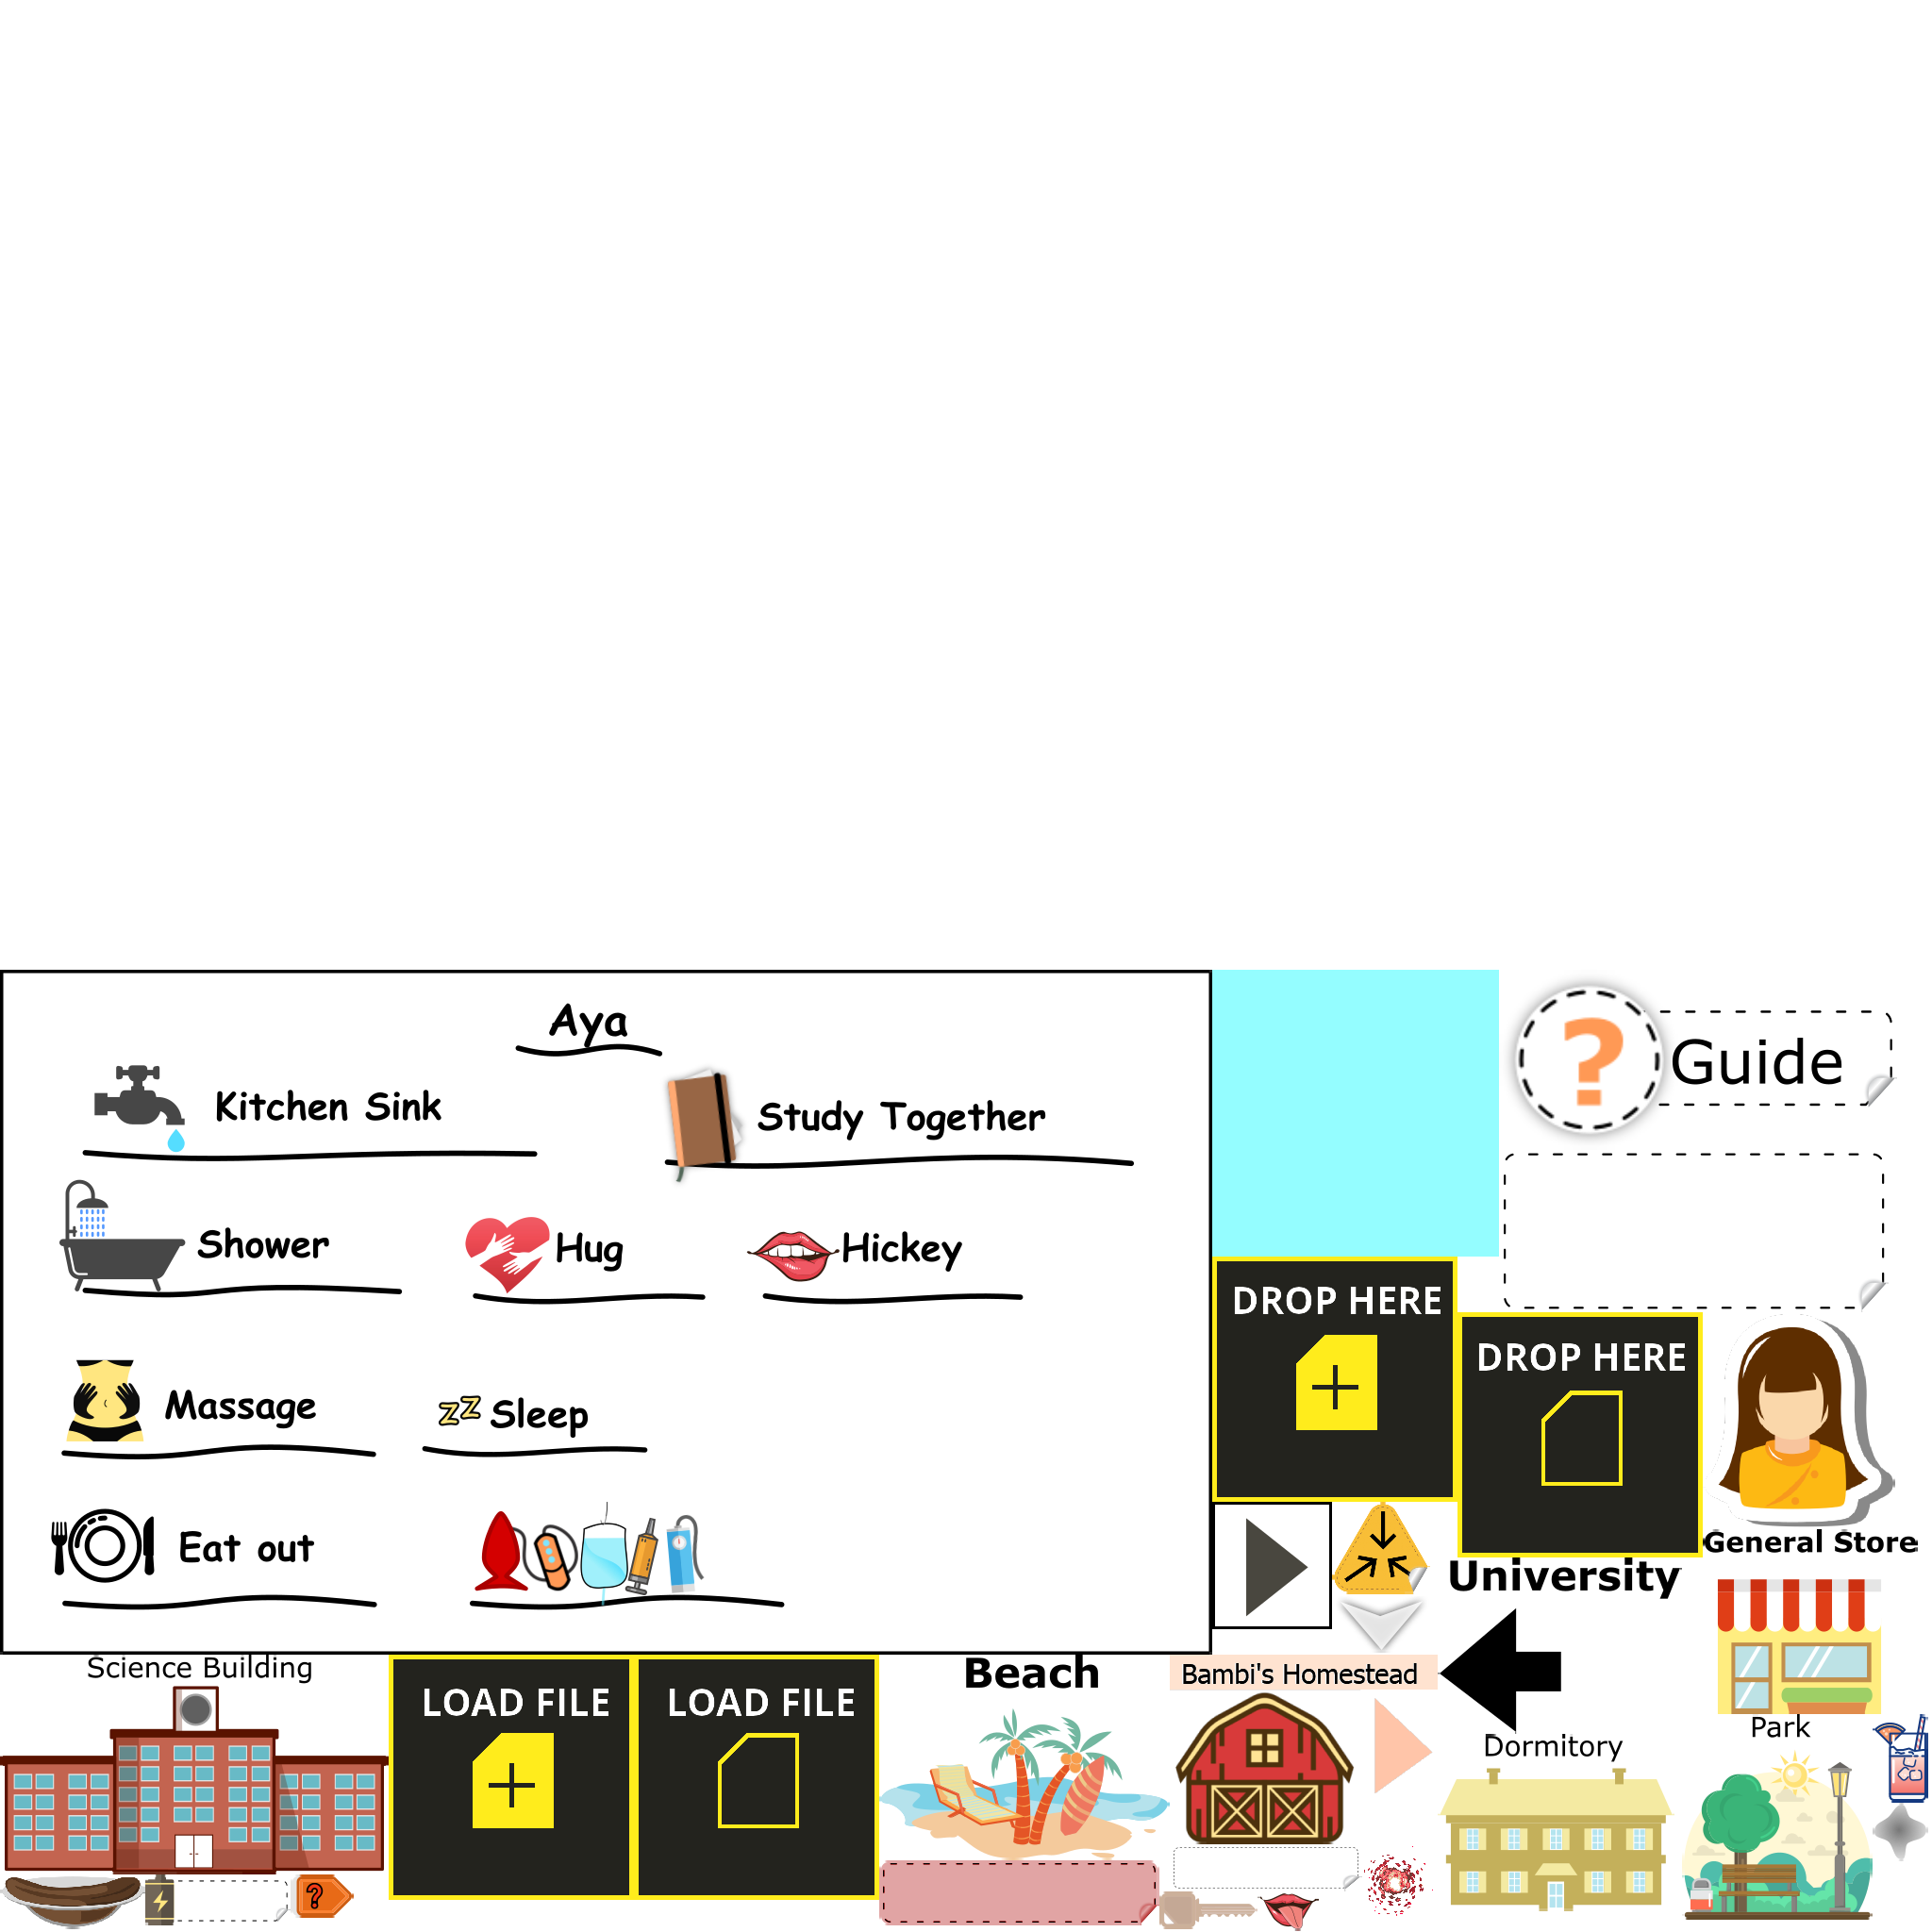 Aya
Kitchen Sink
Study Together
Shower
Hug
Hickey
Massage
zz Sleep
Eat out
? Guide
DROP HERE
DROP HERE
General Store
University
Science Building
LOAD FILE
LOAD FILE
Beach
Bambi's Homestead
Dormitory
Park
?